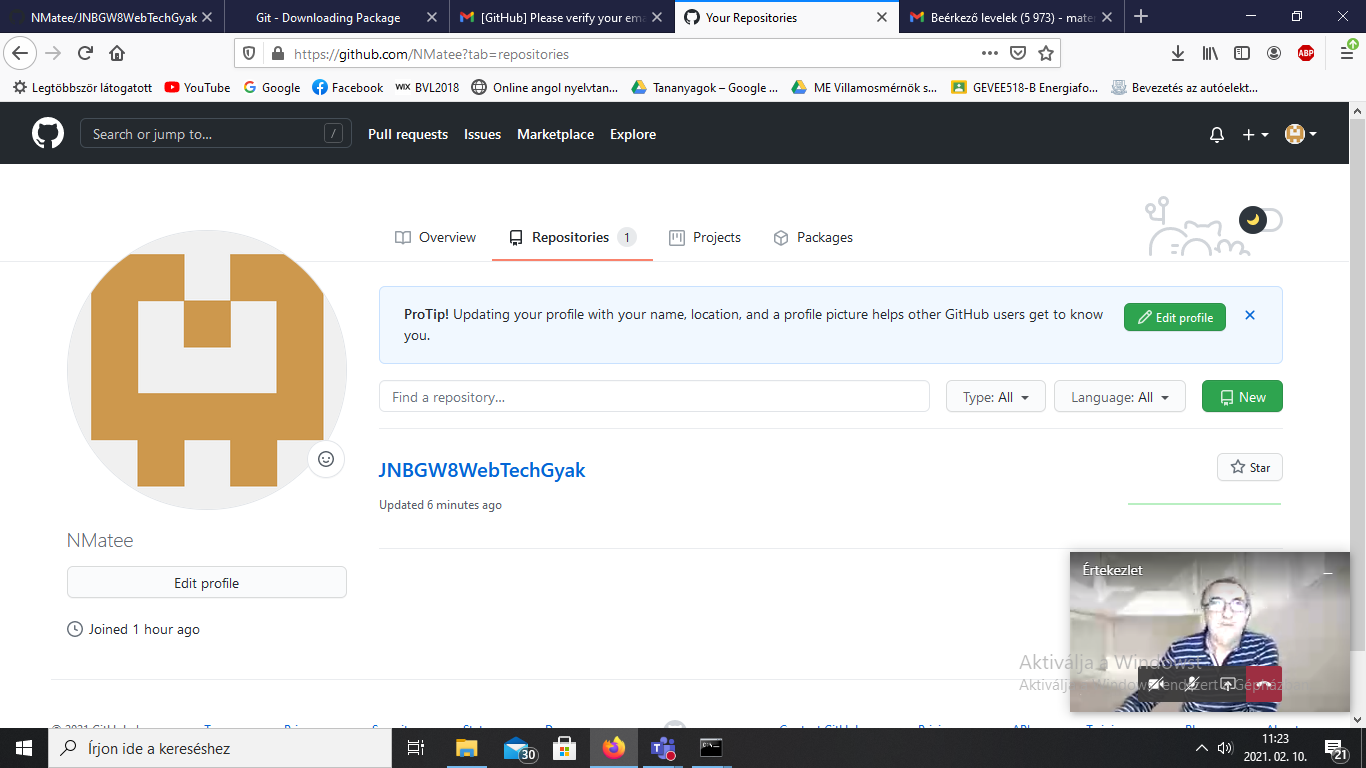 NMatee/JNBGW8WebTechGyak
Git - Downloading Package
[GitHub] Please verify your ema
Your Repositories
Beérkező levelek (5 973) - mate
https://github.com/NMatee?tab=repositories
ABP
Legtöbbször látogatott
YouTube
Google
Facebook
WIX BVL2018
Online angol nyelvtan...
Tananyagok – Google ...
ME Villamosmérnök s...
GEVEE518-B Energiafo...
Bevezetés az autóelekt...
Search or jump to...
/
Pull requests
Issues
Marketplace
Explore
Overview
Repositories 1
Projects
Packages
ProTip! Updating your profile with your name, location, and a profile picture helps other GitHub users get to know
you.
Edit profile
Find a repository...
Type: All
Language: All
New
JNBGW8WebTechGyak
Star
Updated 6 minutes ago
NMatee
Edit profile
Joined 1 hour ago
Értekezlet
Aktiválja a Windowst
Írjon ide a kereséshez
30
11:23
2021. 02. 10.
21